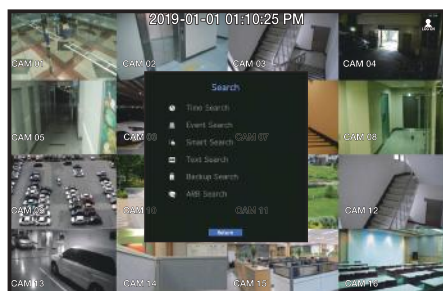 2019-01-01 01:10:25 PM
CAM 01
CAM 02
CAM 03
CAM 04
Search
Time Search
Event Search
Smart Search
Text Search
Backup Search
ARB Search
Return
CAM 05
CAM 06
CAM 07
CAM 08
CAM 09
CAM 10
CAM 11
CAM 12
CAM 13
CAM 14
CAM 15
CAM 16